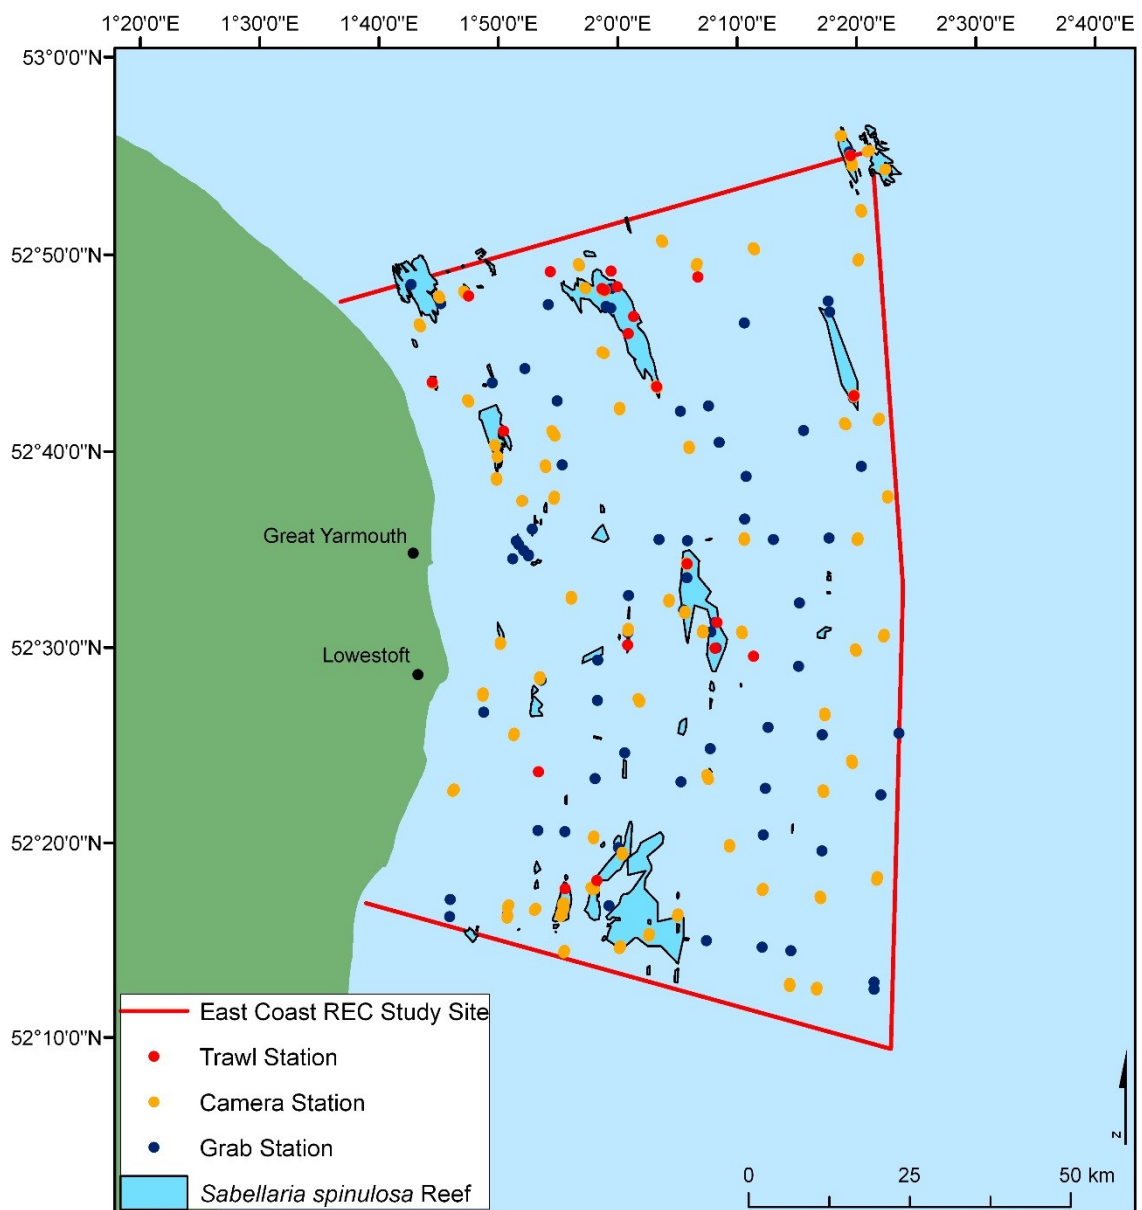 1°20'0"E 1°30'0"E 1°40'0"E 1°50'0"E 2°0'0"E 2°10'0"E 2°20'0"E 2°30'0"E 2°40'0"E
53°0'0"N
52°50'0"N
52°40'0"N
Great Yarmouth
Lowestoft
52°30'0"N
52°20'0"N
52°10'0"N
East Coast REC Study Site
Trawl Station
Camera Station
Grab Station
Sabellaria spinulosa Reef
z
0 25 50 km